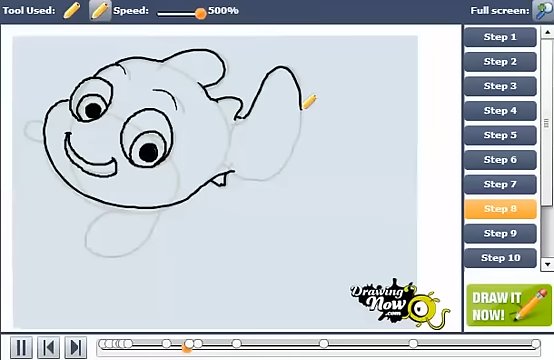 Tool Used: Speed: 500% Full screen:
Step 1
Step 2
Step 3
Step 4
Step 5
Step 6
Step 7
Step 8
Step 9
Step 10
Drawing
Now
.com
DRAW IT
NOW!